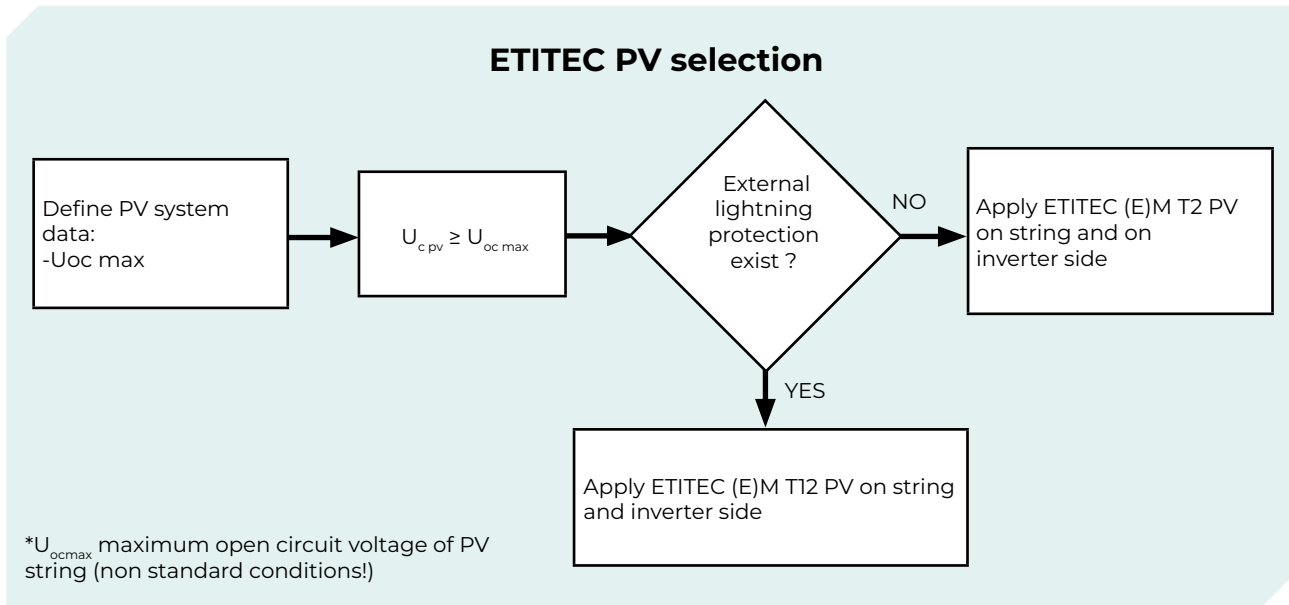 ETITEC PV selection
Define PV system
data:
-Uoc max
U c pv ≥ U oc max
External
lightning
protection
exist ?
NO
Apply ETITEC (E)M T2 PV
on string and on
inverter side
YES
Apply ETITEC (E)M T12 PV on string
and inverter side
*Uocmax maximum open circuit voltage of PV
string (non standard conditions!)